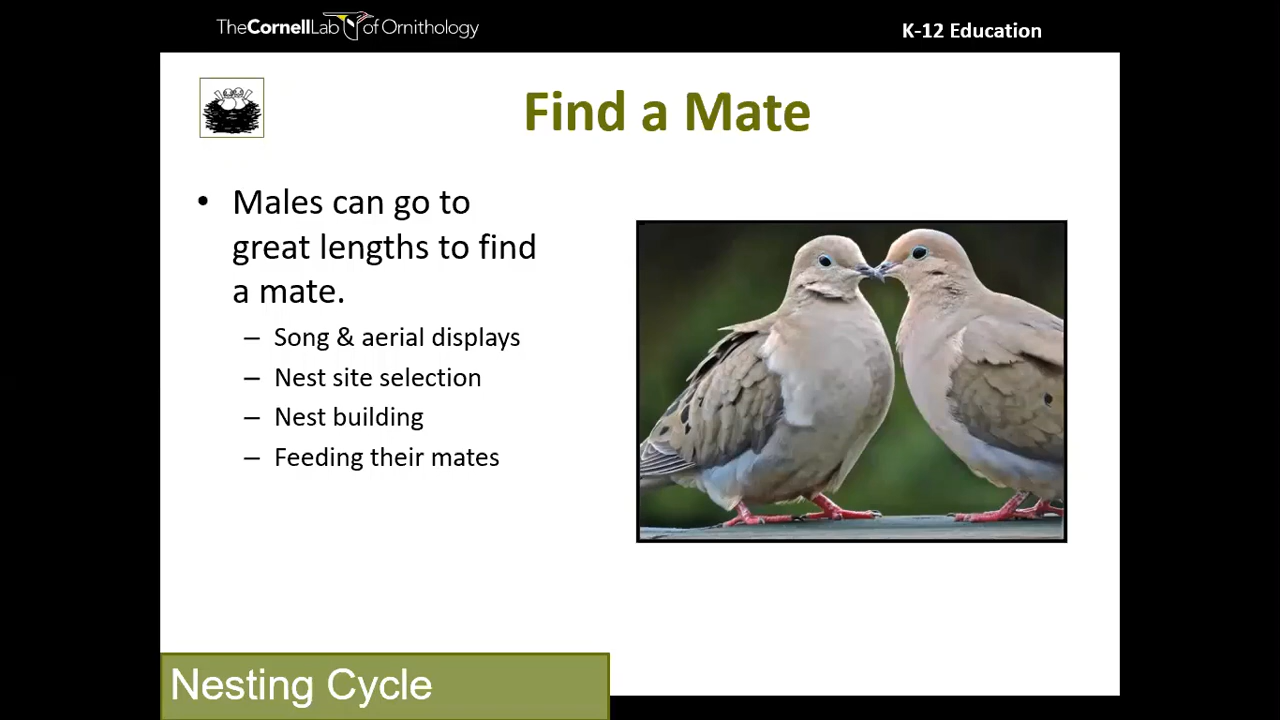 TheCornellLab of Ornithology
K-12 Education
Find a Mate
• Males can go to
great lengths to find
a mate.
– Song & aerial displays
– Nest site selection
– Nest building
– Feeding their mates
Nesting Cycle